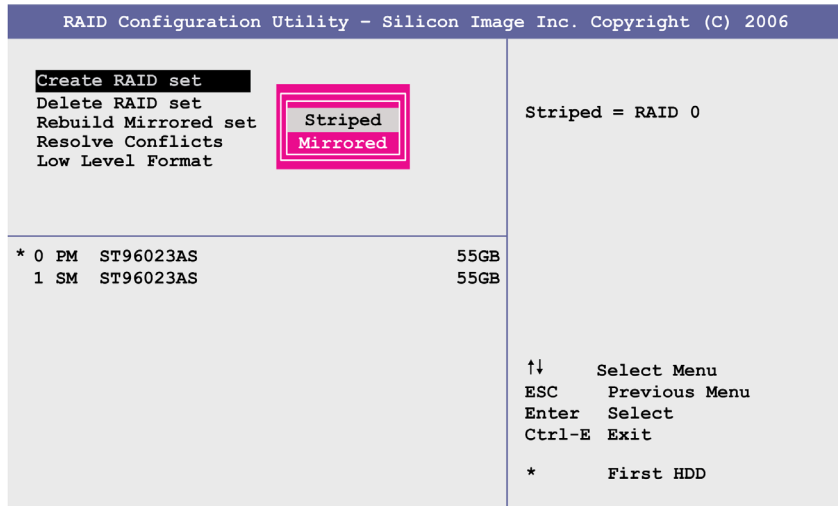 RAID Configuration Utility – Silicon Image Inc. Copyright (C) 2006
Create RAID set
Delete RAID set
Rebuild Mirrored set
Resolve Conflicts
Low Level Format
Striped
Mirrored
Striped = RAID 0
* 0 PM ST96023AS 55GB
1 SM ST96023AS 55GB
↑↓ Select Menu
ESC Previous Menu
Enter Select
Ctrl-E Exit
* First HDD